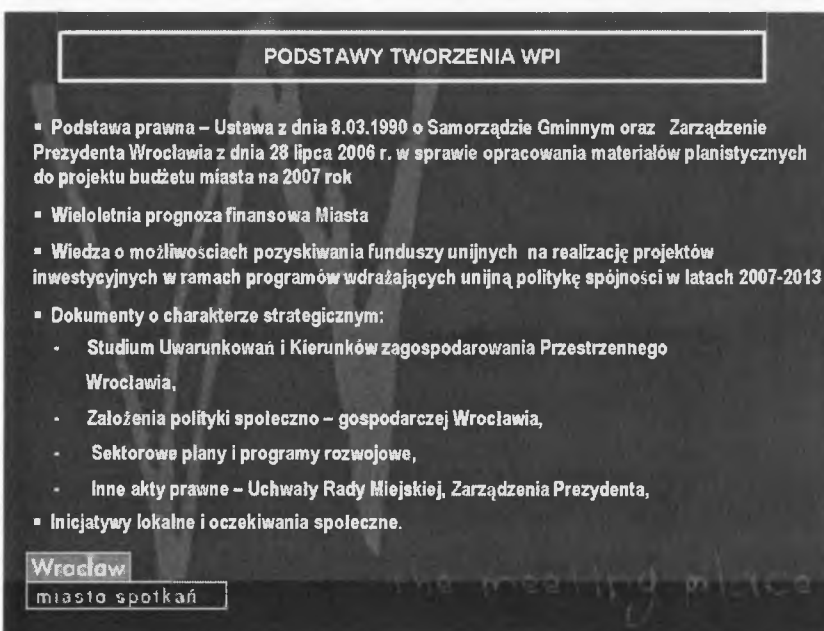 PODSTAWY TWORZENIA WPI
▪ Podstawa prawna – Ustawa z dnia 8.03.1990 o Samorządzie Gminnym oraz Zarządzenie
Prezydenta Wrocławia z dnia 28 lipca 2006 r. w sprawie opracowania materiałów planistycznych
do projektu budżetu miasta na 2007 rok
▪ Wieloletnia prognoza finansowa Miasta
▪ Wiedza o możliwościach pozyskiwania funduszy unijnych na realizację projektów
inwestycyjnych w ramach programów wdrażających unijną politykę spójności w latach 2007-2013
▪ Dokumenty o charakterze strategicznym:
- Studium Uwarunkowań i Kierunków zagospodarowania Przestrzennego
Wrocławia,
- Założenia polityki społeczno – gospodarczej Wrocławia,
- Sektorowe plany i programy rozwojowe,
- Inne akty prawne – Uchwały Rady Miejskiej, Zarządzenia Prezydenta,
▪ Inicjatywy lokalne i oczekiwania społeczne.
Wrocław
miasto spotkań
the meeting place